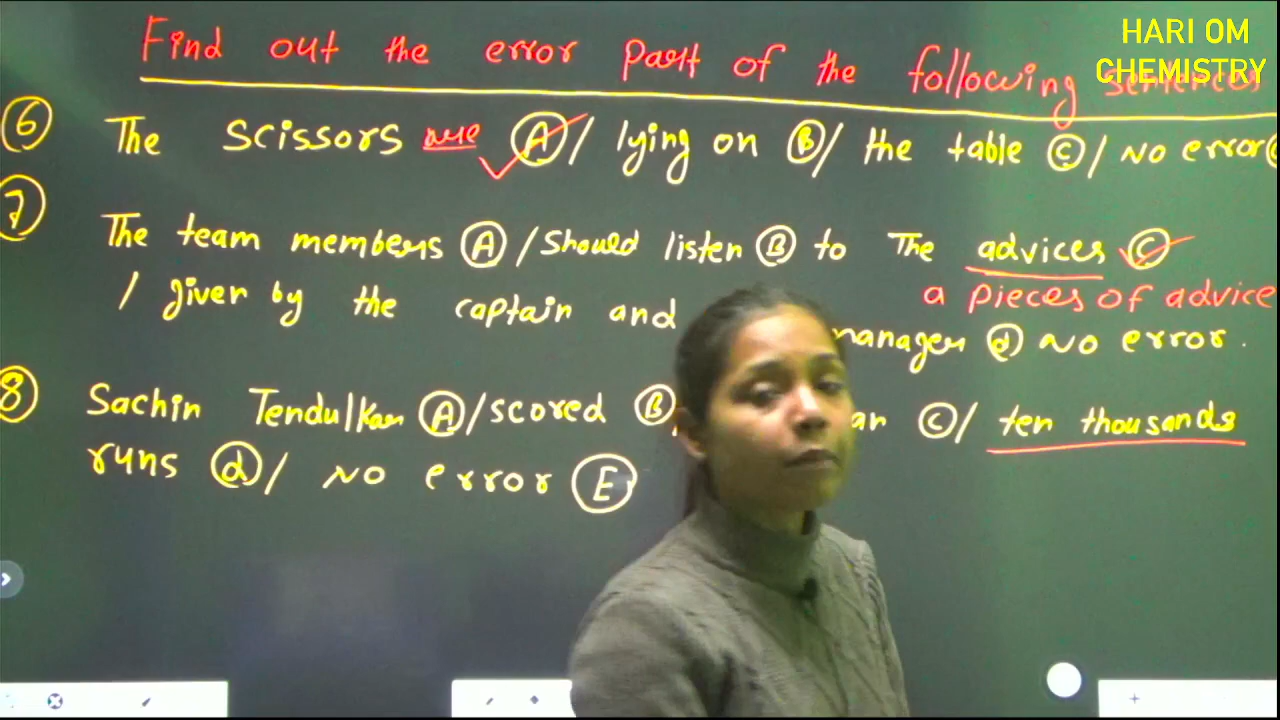 HARI OM
CHEMISTRY
Find out the error part of the following sentences
6 The scissors are A / lying on B / the table C / No error
7 The team members A / Should listen B to The advices C
a pieces of advice
/ given by the captain and manager d No error.
8 Sachin Tendulkar A / scored B an C / ten thousands
runs d / No error E